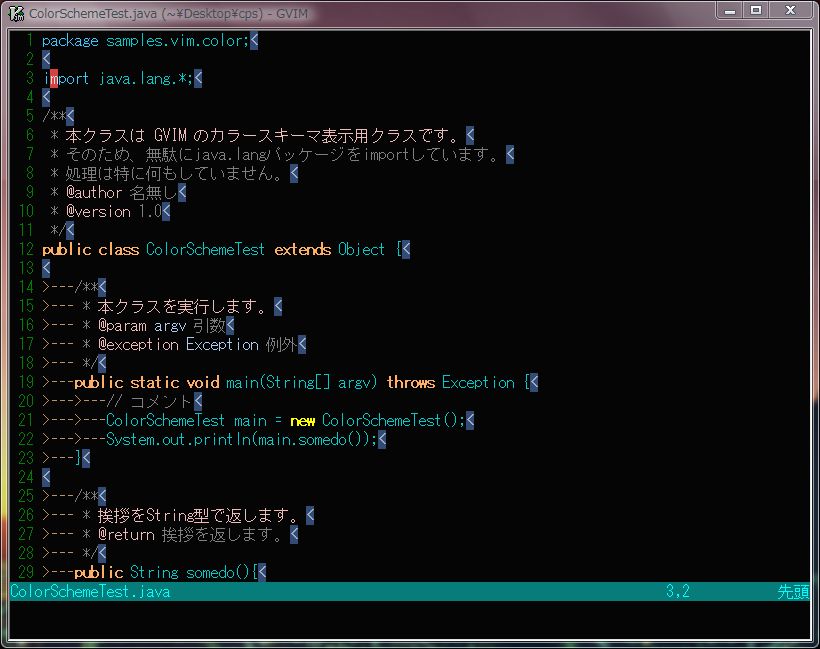 ColorSchemeTest.java (~¥Desktop¥cps) - GVIM
1 package samples.vim.color;<
2 <
3 import java.lang.*;<
4 <
5 /**<
6  * 本クラスは GVIM のカラースキーマ表示用クラスです。<
7  * そのため、無駄にjava.langパッケージをimportしています。<
8  * 処理は特に何もしていません。<
9  * @author 名無し<
10  * @version 1.0<
11  */<
12 public class ColorSchemeTest extends Object {<
13 <
14 >---/**<
15 >--- * 本クラスを実行します。<
16 >--- * @param argv 引数<
17 >--- * @exception Exception 例外<
18 >--- */<
19 >---public static void main(String[] argv) throws Exception {<
20 >--->---// コメント<
21 >--->---ColorSchemeTest main = new ColorSchemeTest();<
22 >--->---System.out.println(main.somedo());<
23 >---}<
24 <
25 >---/**<
26 >--- * 挨拶をString型で返します。<
27 >--- * @return 挨拶を返します。<
28 >--- */<
29 >---public String somedo(){<
ColorSchemeTest.java 3,2 先頭